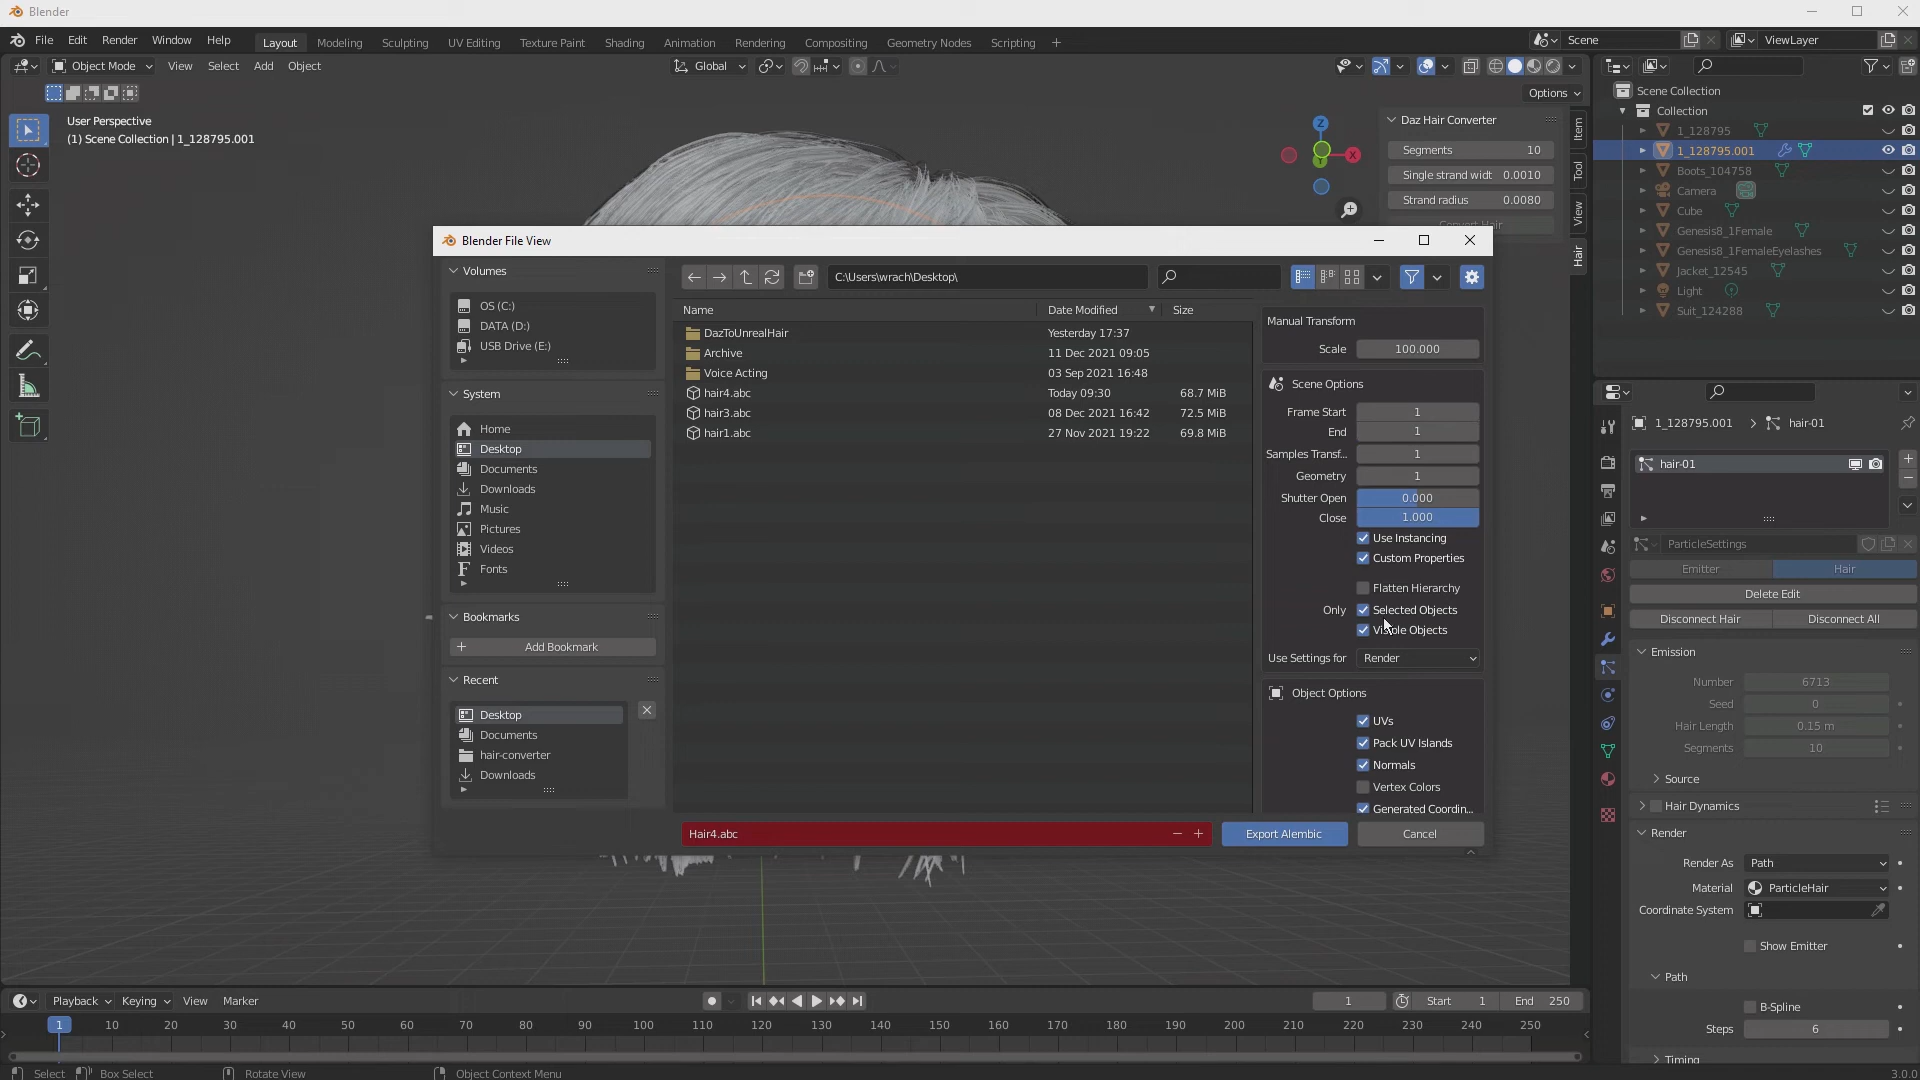 Blender
File Edit Render Window Help Layout Modeling Sculpting UV Editing Texture Paint Shading Animation Rendering Compositing Geometry Nodes Scripting + Scene ViewLayer
Object Mode View Select Add Object Global
Options
User Perspective
(1) Scene Collection | 1_128795.001
Z
X
Y
Daz Hair Converter
Segments 10
Single strand widt 0.0010
Strand radius 0.0080
Convert Hair
Item
Tool
View
Hair
Scene Collection
Collection
1_128795
1_128795.001
Boots_104758
Camera
Cube
Genesis8_1Female
Genesis8_1FemaleEyelashes
Jacket_12545
Light
Suit_124288
Blender File View
Volumes
OS (C:)
DATA (D:)
USB Drive (E:)
System
Home
Desktop
Documents
Downloads
Music
Pictures
Videos
Fonts
Bookmarks
Add Bookmark
Recent
Desktop
Documents
hair-converter
Downloads
C:\Users\wrach\Desktop\
Name Date Modified Size
DazToUnrealHair Yesterday 17:37
Archive 11 Dec 2021 09:05
Voice Acting 03 Sep 2021 16:48
hair4.abc Today 09:30 68.7 MiB
hair3.abc 08 Dec 2021 16:42 72.5 MiB
hair1.abc 27 Nov 2021 19:22 69.8 MiB
Manual Transform
Scale 100.000
Scene Options
Frame Start 1
End 1
Samples Transf... 1
Geometry 1
Shutter Open 0.000
Close 1.000
Use Instancing
Custom Properties
Flatten Hierarchy
Only Selected Objects
Visible Objects
Use Settings for Render
Object Options
UVs
Pack UV Islands
Normals
Vertex Colors
Generated Coordin...
Hair4.abc Export Alembic Cancel
1_128795.001 > hair-01
hair-01
ParticleSettings
Emitter Hair
Delete Edit
Disconnect Hair Disconnect All
Emission
Number 6713
Seed 0
Hair Length 0.15 m
Segments 10
Source
Hair Dynamics
Render
Render As Path
Material ParticleHair
Coordinate System
Show Emitter
Path
B-Spline
Steps 6
Timing
Playback Keying View Marker 1 Start 1 End 250
1 10 20 30 40 50 60 70 80 90 100 110 120 130 140 150 160 170 180 190 200 210 220 230 240 250
Select Box Select Rotate View Object Context Menu 3.0.0